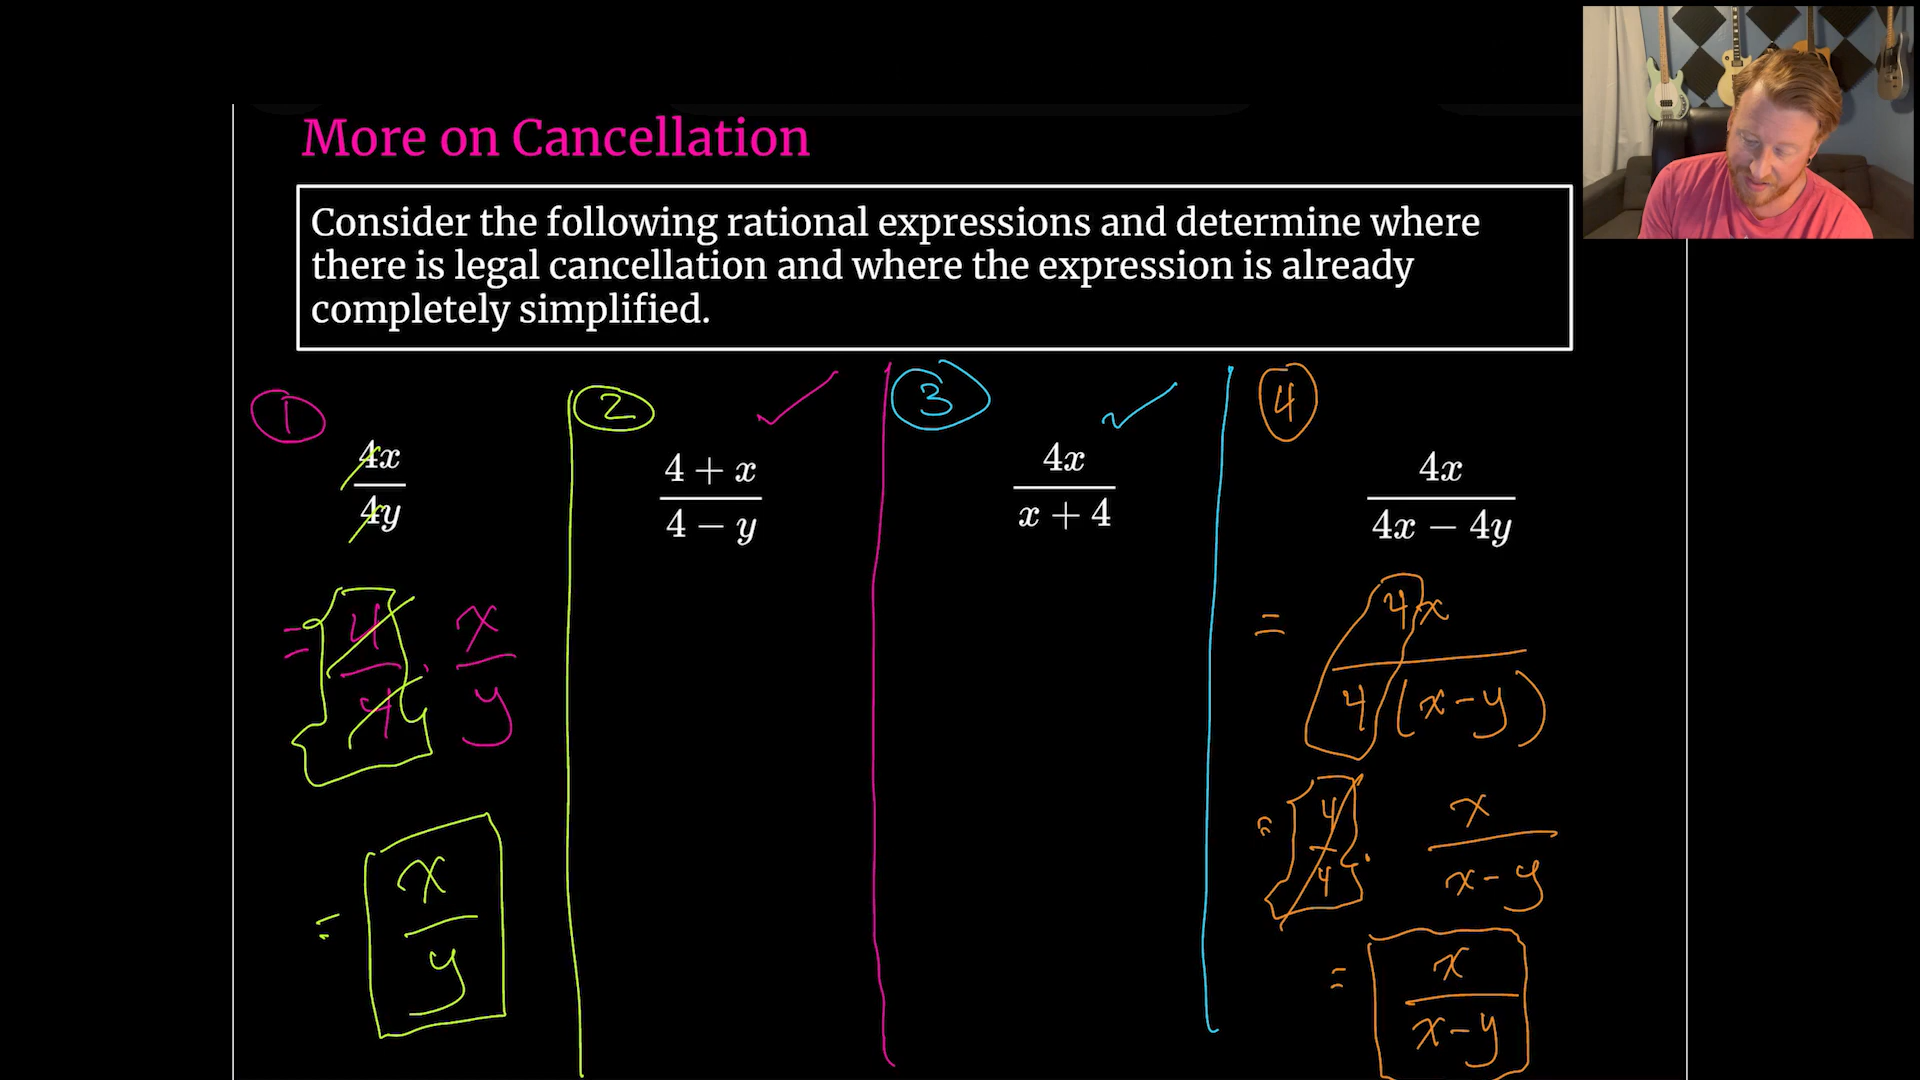 More on Cancellation
Consider the following rational expressions and determine where
there is legal cancellation and where the expression is already
completely simplified.
1
4x
4y
= 4 · x
4 y
= x
y
2
4 + x
4 − y
3
4x
x + 4
4
4x
4x − 4y
= 4x
4(x − y)
= 4 · x
4 x − y
= x
x − y